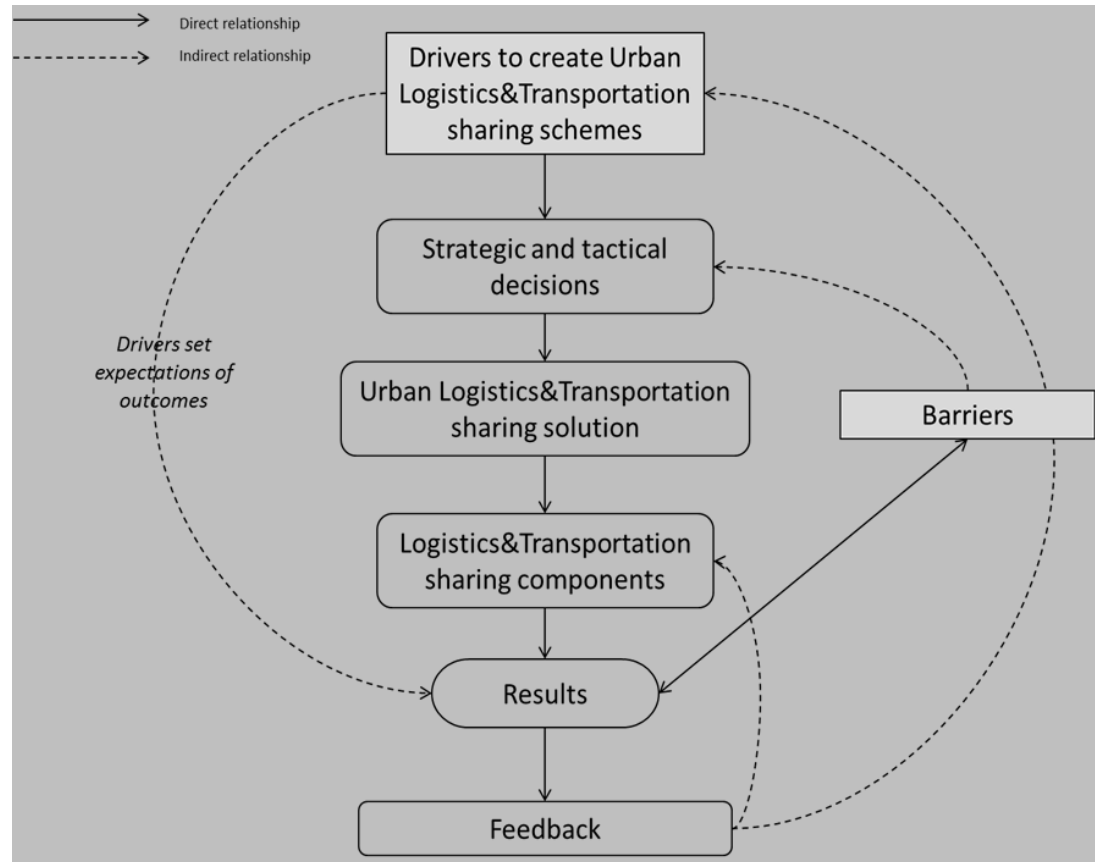 Direct relationship
Indirect relationship
Drivers to create Urban
Logistics&Transportation
sharing schemes
Strategic and tactical
decisions
Drivers set
expectations of
outcomes
Urban Logistics&Transportation
sharing solution
Barriers
Logistics&Transportation
sharing components
Results
Feedback